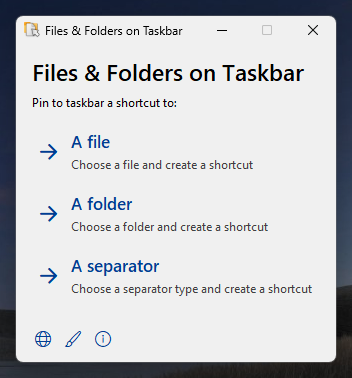 Files & Folders on Taskbar
Files & Folders on Taskbar
Pin to taskbar a shortcut to:
A file
Choose a file and create a shortcut
A folder
Choose a folder and create a shortcut
A separator
Choose a separator type and create a shortcut